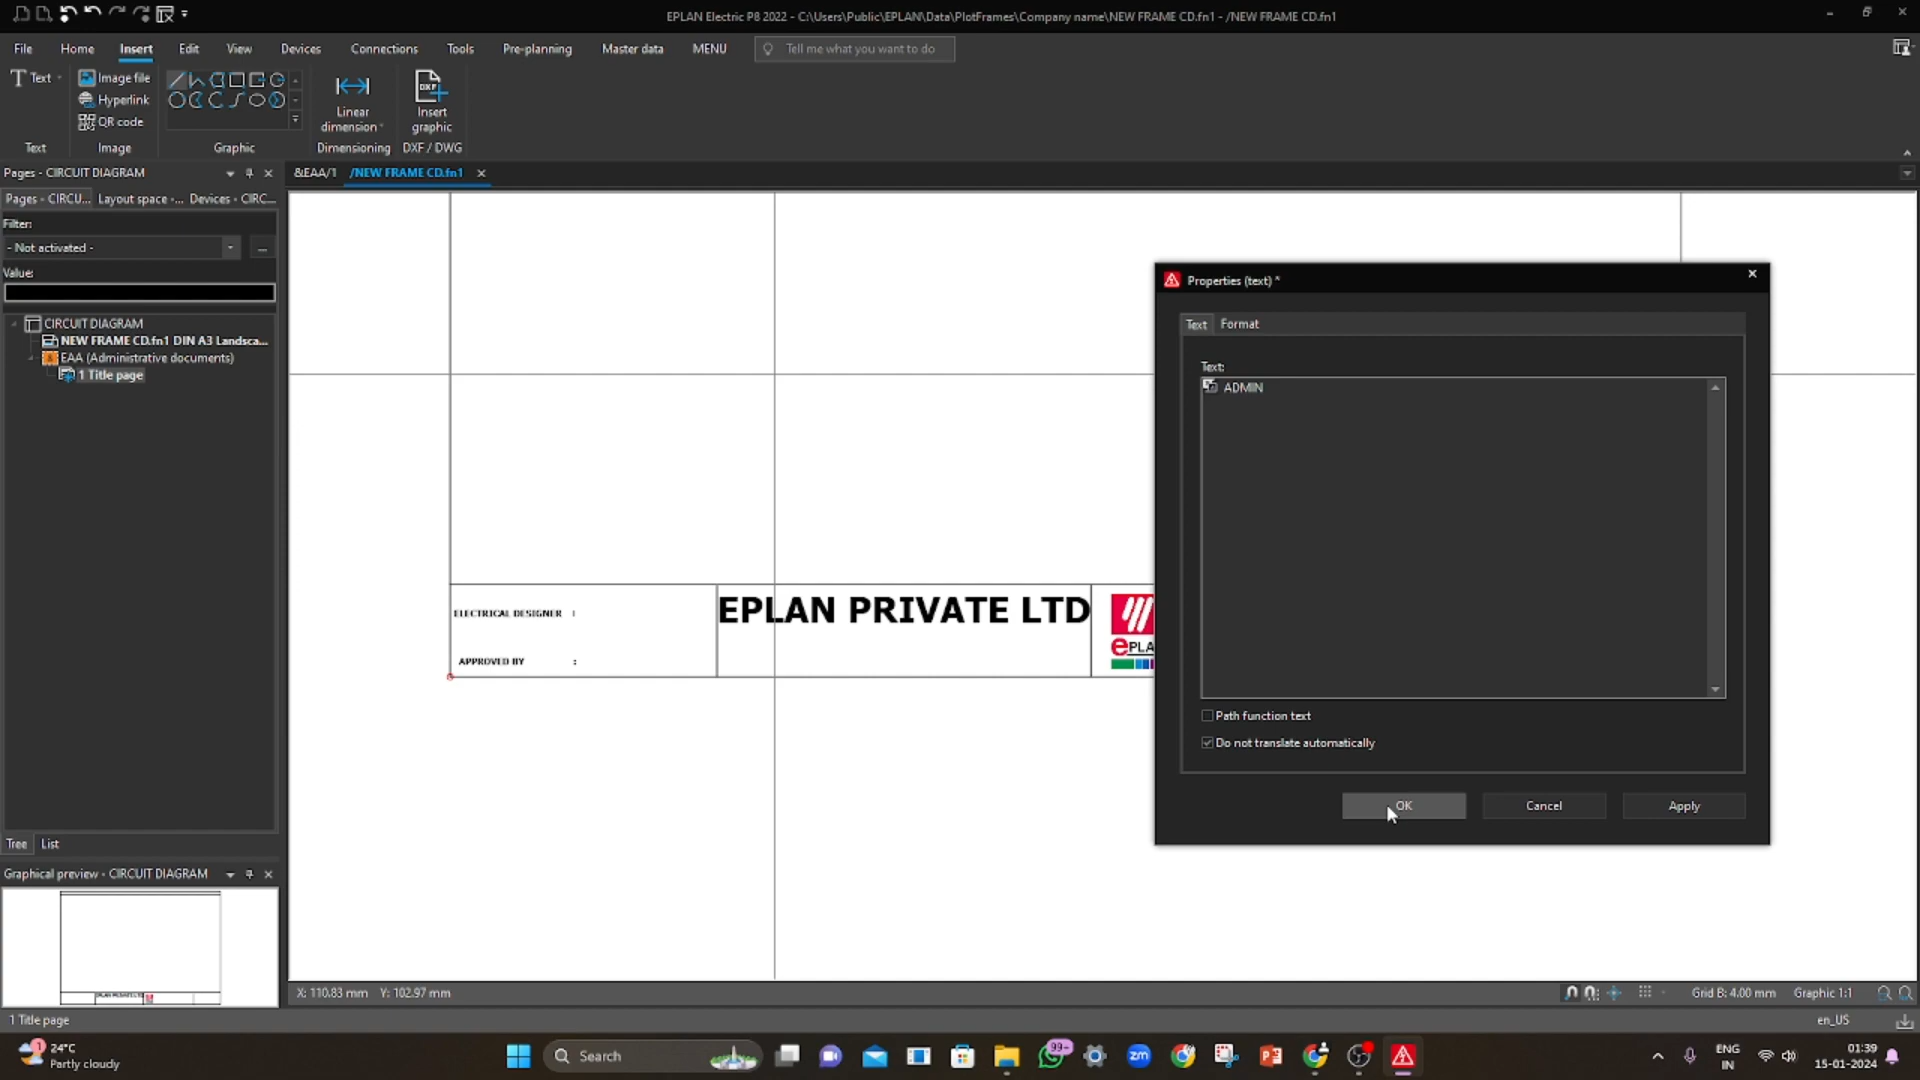 EPLAN Electric P8 2022 - C:\Users\Public\EPLAN\Data\PlotFrames\Company name\NEW FRAME CD.fn1 - /NEW FRAME CD.fn1
File Home Insert Edit View Devices Connections Tools Pre-planning Master data MENU Tell me what you want to do
Text
Image file
Hyperlink
QR code
Linear dimension
Insert graphic
DXF
Text Image Graphic Dimensioning DXF / DWG
Pages - CIRCUIT DIAGRAM
&EAA/1 /NEW FRAME CD.fn1
Pages - CIRCU... Layout space -... Devices - CIRC...
Filter:
- Not activated -
...
Value:
CIRCUIT DIAGRAM
NEW FRAME CD.fn1 DIN A3 Landsca...
EAA (Administrative documents)
1 Title page
Tree List
Graphical preview - CIRCUIT DIAGRAM
ELECTRICAL DESIGNER :
APPROVED BY :
EPLAN PRIVATE LTD
ePLA
Properties (text) *
Text Format
Text:
ADMIN
Path function text
Do not translate automatically
OK Cancel Apply
X: 110.83 mm Y: 102.97 mm
Grid B: 4.00 mm Graphic 1:1
1 Title page
en_US
1
24°C
Partly cloudy
Search
99+
zm
ENG
IN
01:39
15-01-2024